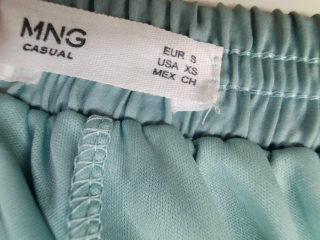 MNG
CASUAL
EUR S
USA XS
MEX CH